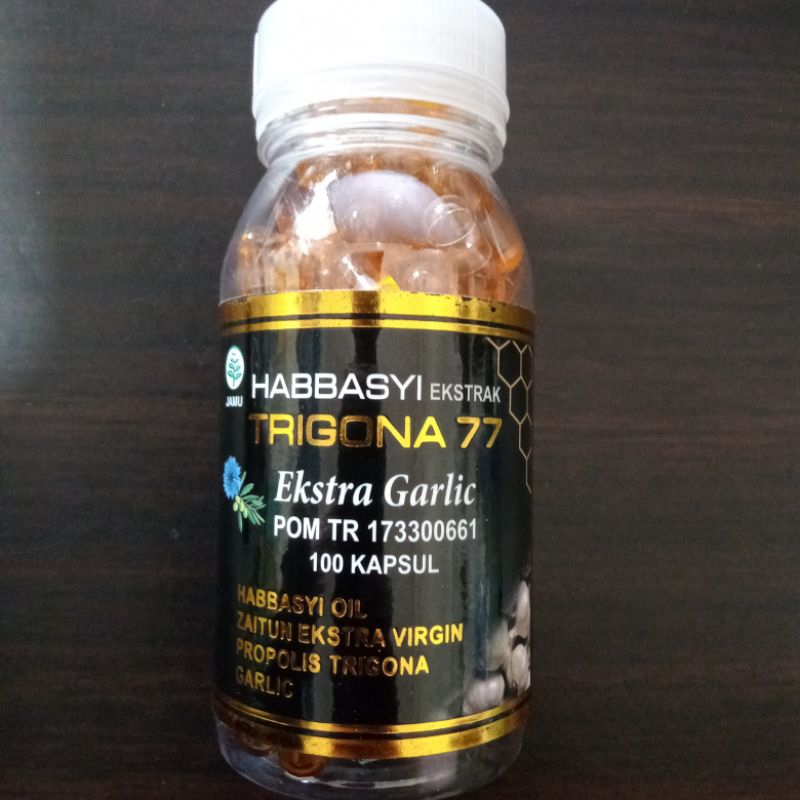 JAMU
HABBASYI EKSTRAK
TRIGONA 77
Ekstra Garlic
POM TR 173300661
100 KAPSUL
HABBASYI OIL
ZAITUN EKSTRA VIRGIN
PROPOLIS TRIGONA
GARLIC